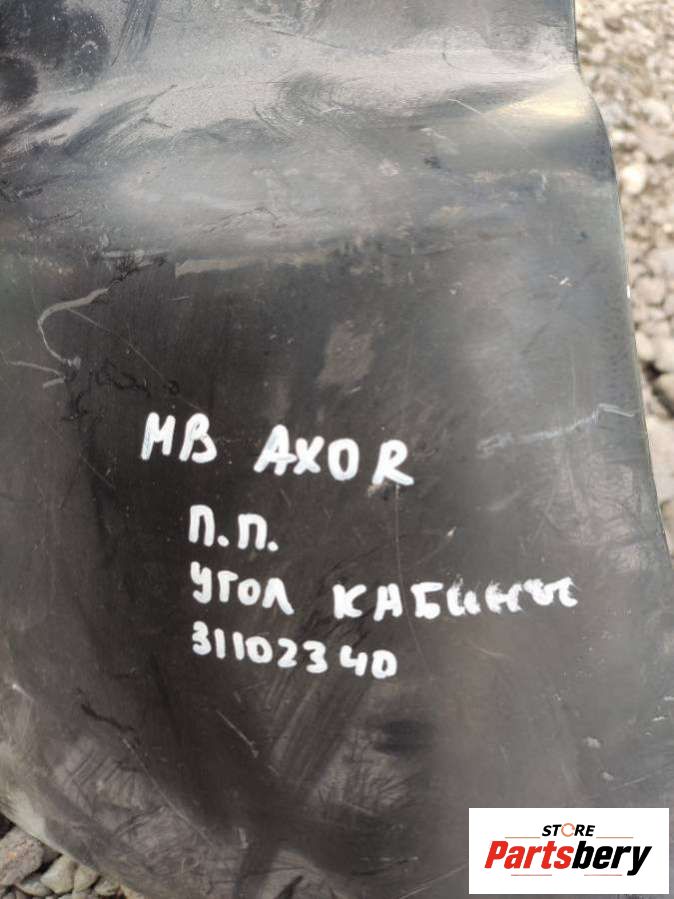 MB AXOR
П.П.
УГОЛ КАБИНЫ
31102340
STORE
Partsbery